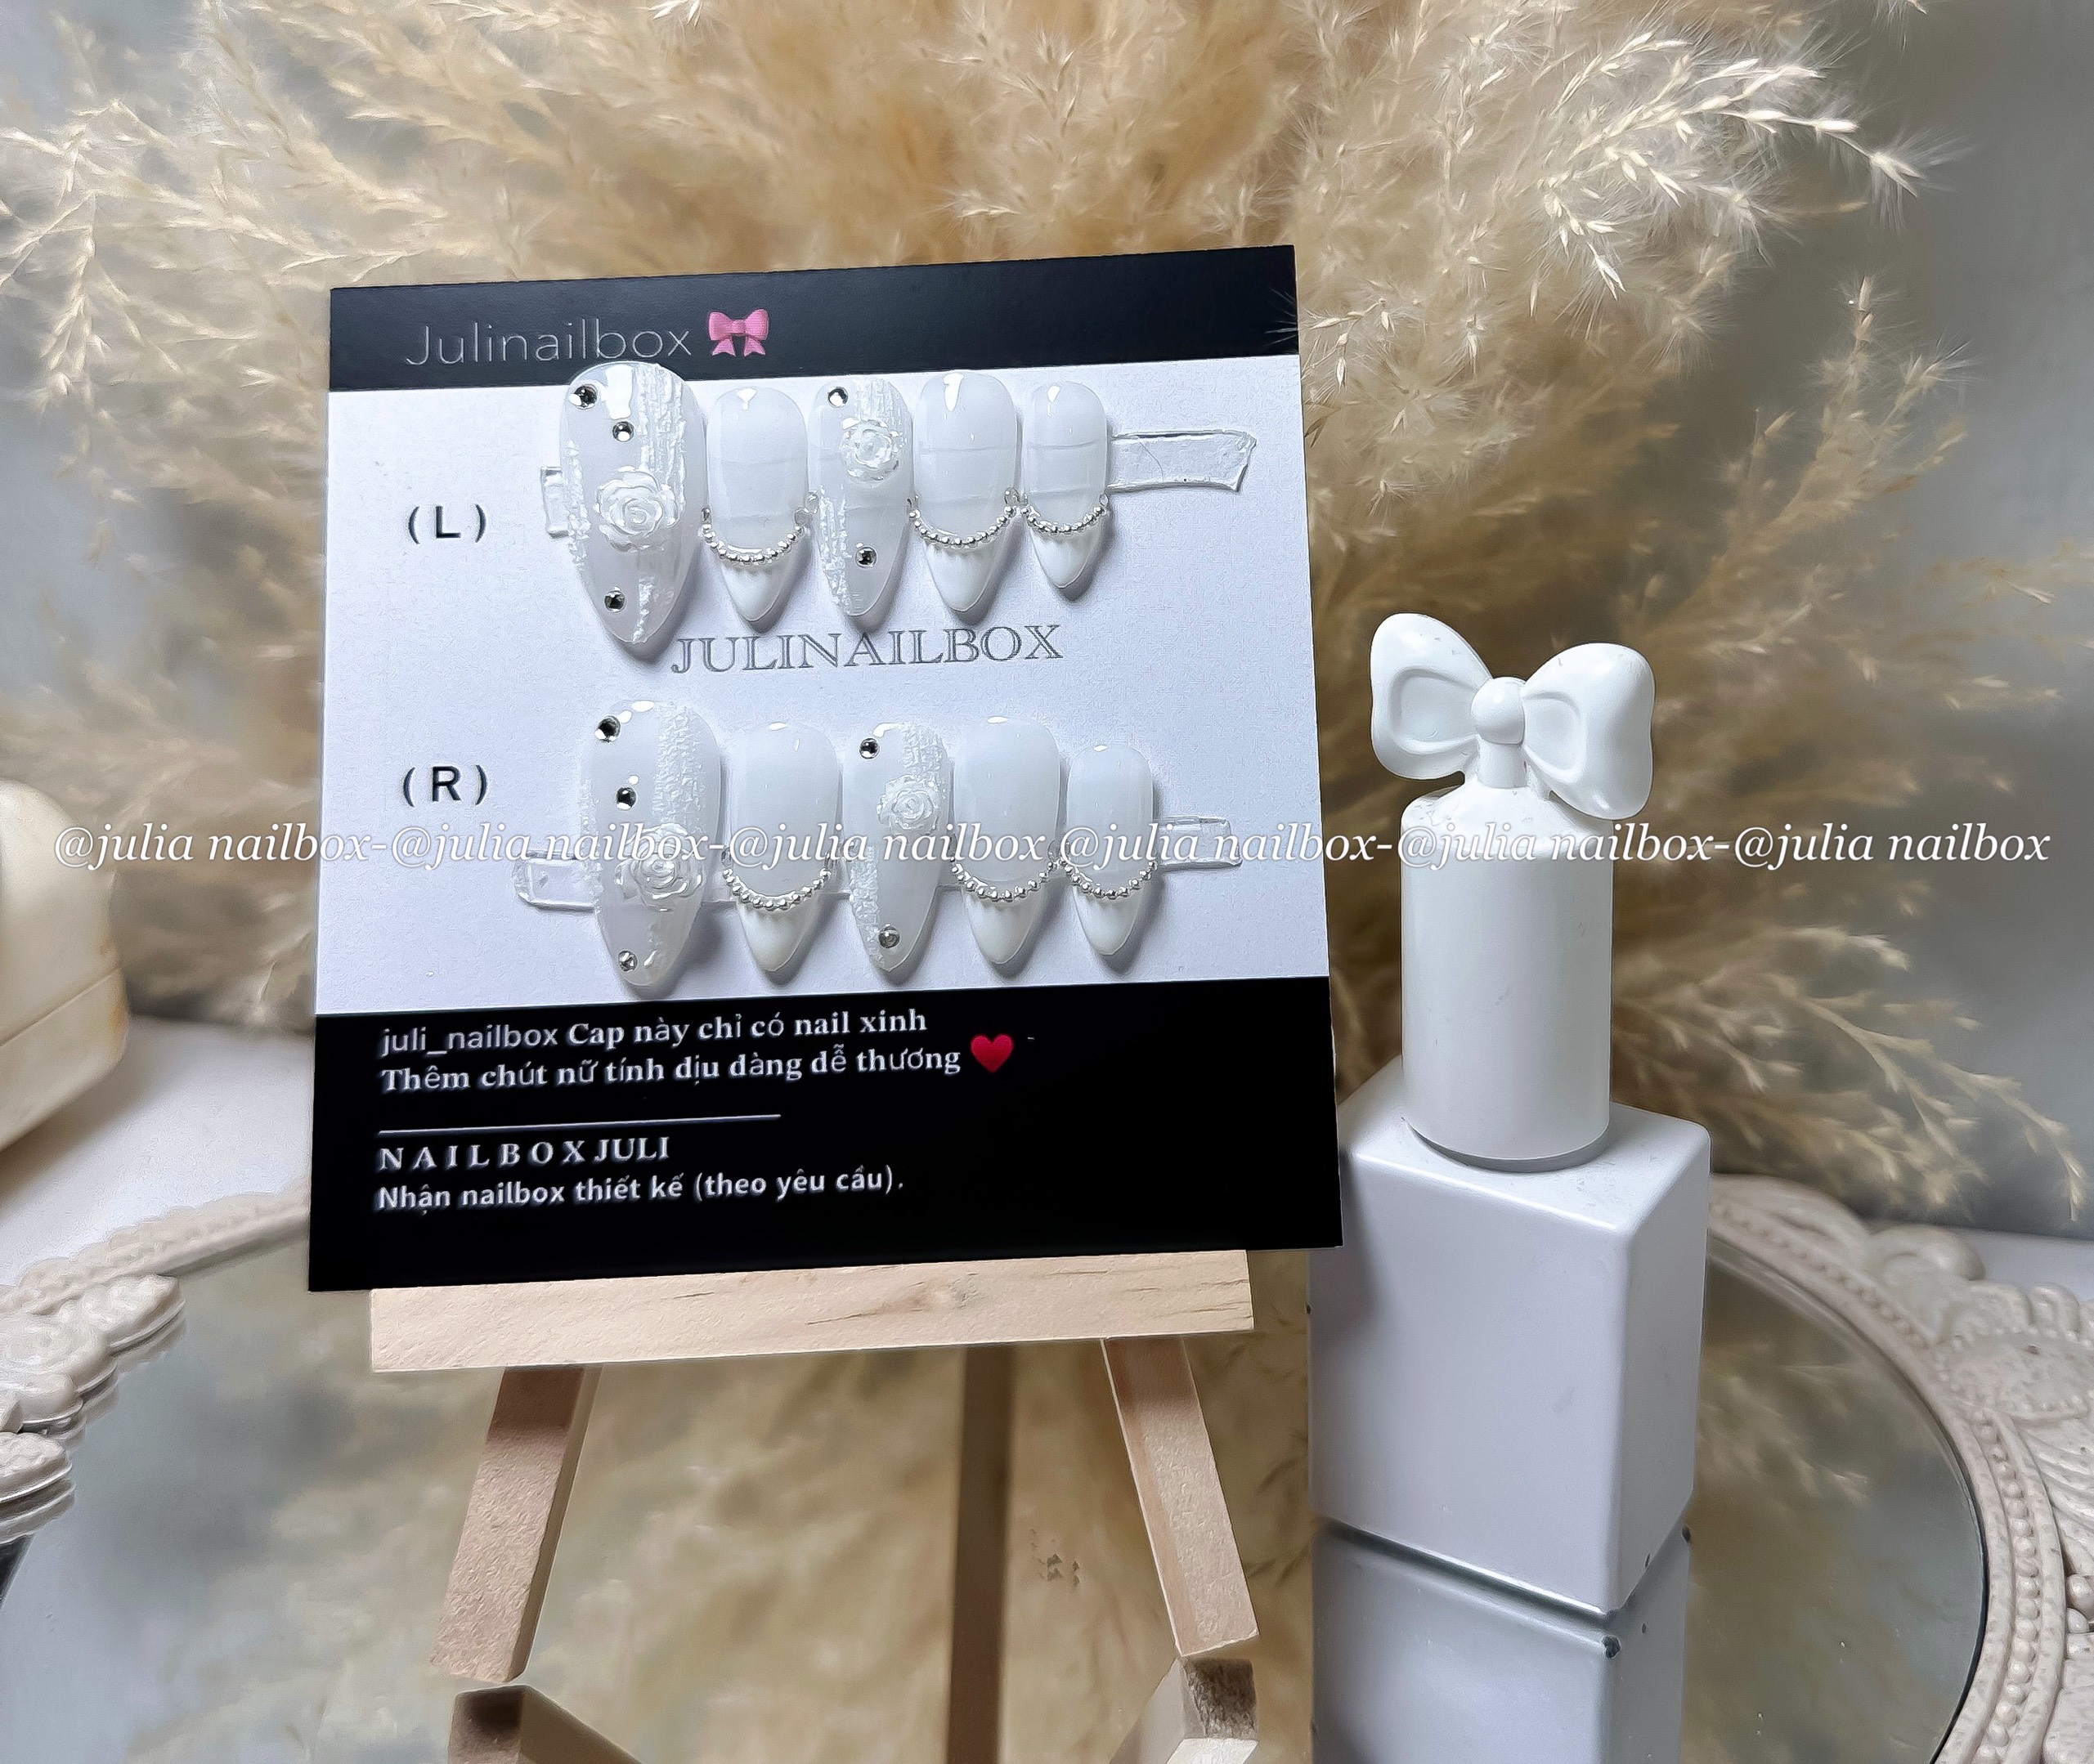 Julinailbox 🎀
(L)
JULINAILBOX
(R)
@julia nailbox-@julia nailbox-@julia nailbox @julia nailbox-@julia nailbox-@julia nailbox
juli_nailbox Cap này chỉ có nail xinh
Thêm chút nữ tính dịu dàng dễ thương ❤️
N A I L B O X JULI
Nhận nailbox thiết kế (theo yêu cầu).